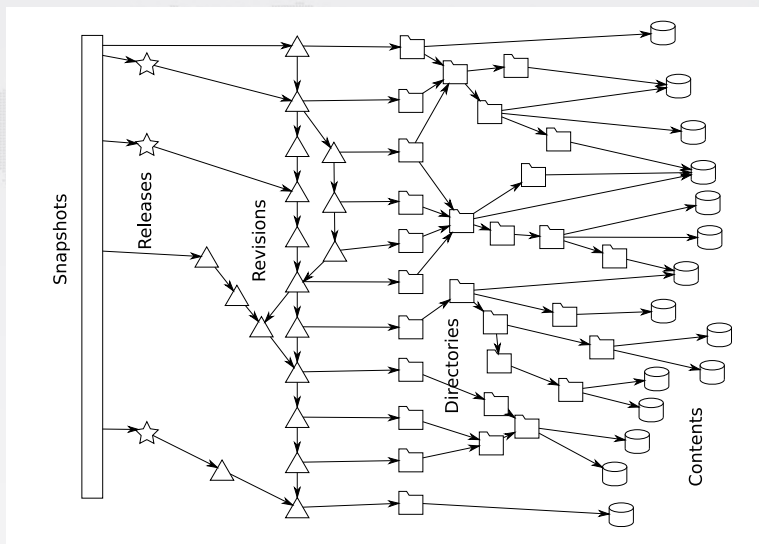 Snapshots
Releases
Revisions
Directories
Contents